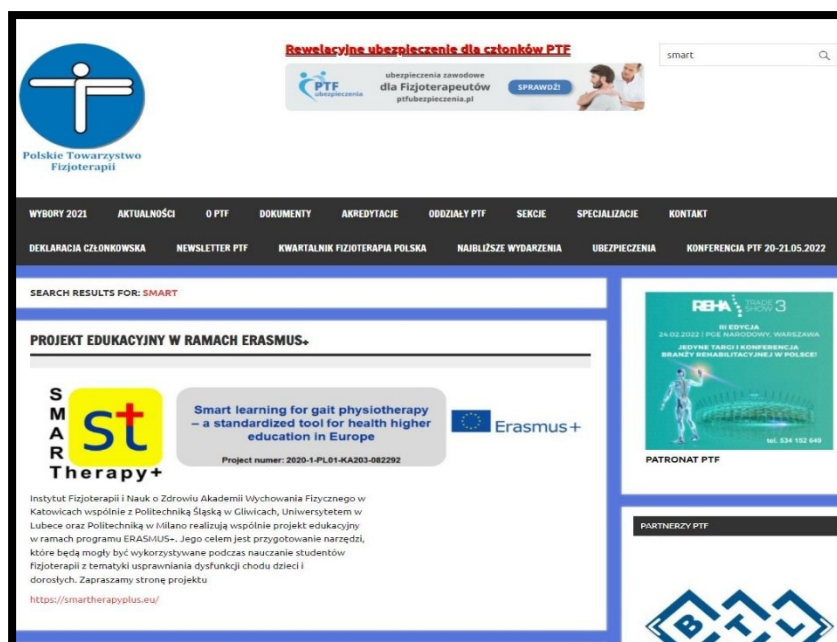 Rewelacyjne ubezpieczenie dla członków PTF
smart
PTF
ubezpieczenia
ubezpieczenia zawodowe
dla Fizjoterapeutów
ptfubezpieczenia.pl
SPRAWDŹ!
Polskie Towarzystwo
Fizjoterapii
WYBORY 2021 AKTUALNOŚCI O PTF DOKUMENTY AKREDYTACJE ODDZIAŁY PTF SEKCJE SPECJALIZACJE KONTAKT
DEKLARACJA CZŁONKOWSKA NEWSLETTER PTF KWARTALNIK FIZJOTERAPIA POLSKA NAJBLIŻSZE WYDARZENIA UBEZPIECZENIA KONFERENCJA PTF 20-21.05.2022
SEARCH RESULTS FOR: SMART
PROJEKT EDUKACYJNY W RAMACH ERASMUS+
SMART
Therapy+
st
Smart learning for gait physiotherapy
– a standardized tool for health higher
education in Europe
Project numer: 2020-1-PL01-KA203-082292
Erasmus+
Instytut Fizjoterapii i Nauk o Zdrowiu Akademii Wychowania Fizycznego w
Katowicach wspólnie z Politechniką Śląską w Gliwicach, Uniwersytetem w
Lubece oraz Politechniką w Milano realizują wspólnie projekt edukacyjny
w ramach programu ERASMUS+. Jego celem jest przygotowanie narzędzi,
które będą mogły być wykorzystywane podczas nauczanie studentów
fizjoterapii z tematyki usprawniania dysfunkcji chodu dzieci i
dorosłych. Zapraszamy stronę projektu
https://smartherapyplus.eu/
REHA TRADE SHOW 3
III EDYCJA
24.02.2022 | PGE NARODOWY, WARSZAWA
JEDYNE TARGI I KONFERENCJA
BRANŻY REHABILITACYJNEJ W POLSCE!
tel. 534 152 649
PATRONAT PTF
PARTNERZY PTF
BTL